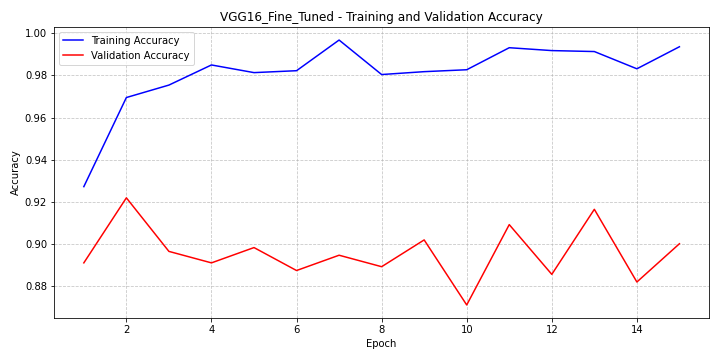 VGG16_Fine_Tuned - Training and Validation Accuracy
Training Accuracy
Validation Accuracy
1.00
0.98
0.96
0.94
0.92
0.90
0.88
Accuracy
2 4 6 8 10 12 14
Epoch